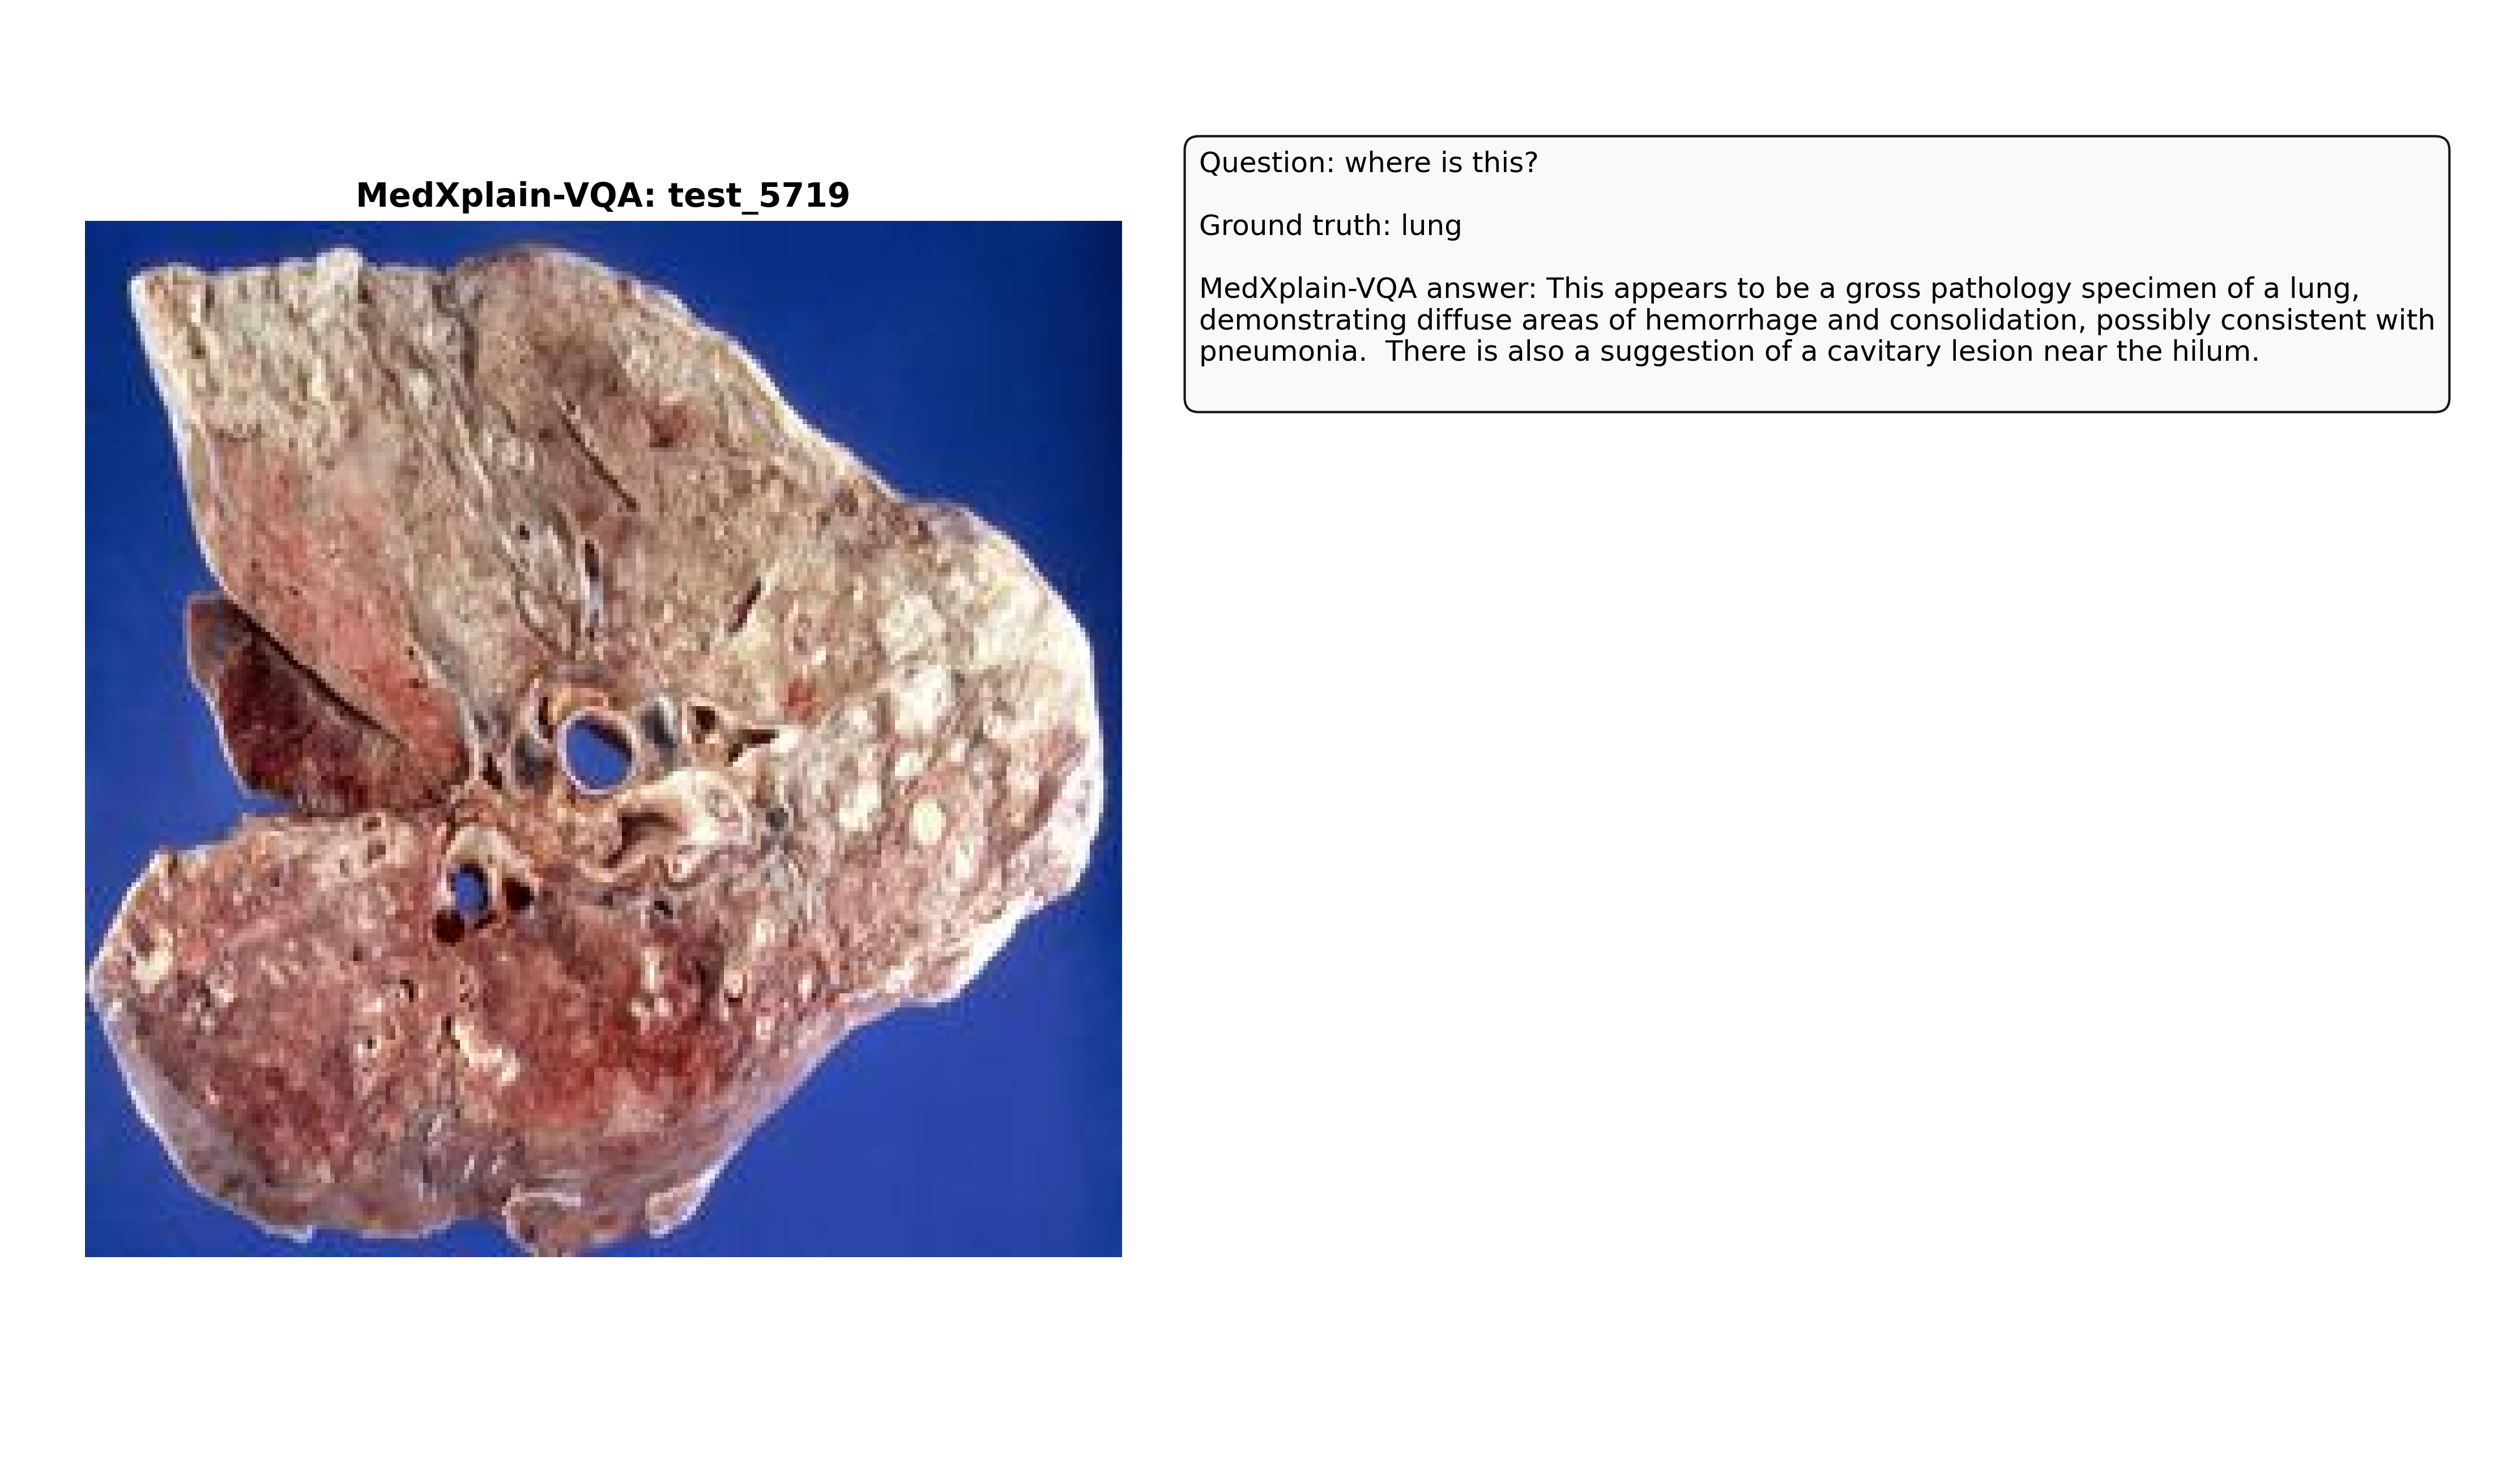 MedXplain-VQA: test_5719
Question: where is this?
Ground truth: lung
MedXplain-VQA answer: This appears to be a gross pathology specimen of a lung,
demonstrating diffuse areas of hemorrhage and consolidation, possibly consistent with
pneumonia.  There is also a suggestion of a cavitary lesion near the hilum.